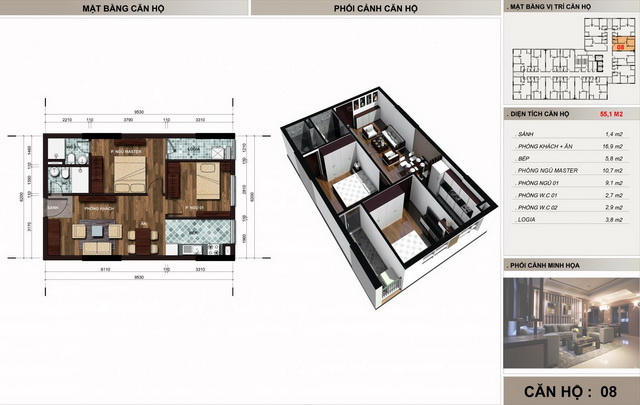 MẶT BẰNG CĂN HỘ
PHỐI CẢNH CĂN HỘ
. MẶT BẰNG VỊ TRÍ CĂN HỘ
08
. DIỆN TÍCH CĂN HỘ 55,1 M2
. SẢNH 1,4 m2
. PHÒNG KHÁCH + ĂN 16,9 m2
. BẾP 5,8 m2
. PHÒNG NGỦ MASTER 10,7 m2
. PHÒNG NGỦ 01 9,1 m2
. PHÒNG W.C 01 2,7 m2
. PHÒNG W.C 02 2,9 m2
. LOGIA 3,8 m2
9530
2210 110 3790 110 3310
P. NGỦ MASTER
LOGIA
P. NGỦ 01
SẢNH
PHÒNG KHÁCH
ĂN
BẾP
6200
6200
6110 110 3310
9530
. PHỐI CẢNH MINH HỌA
CĂN HỘ : 08